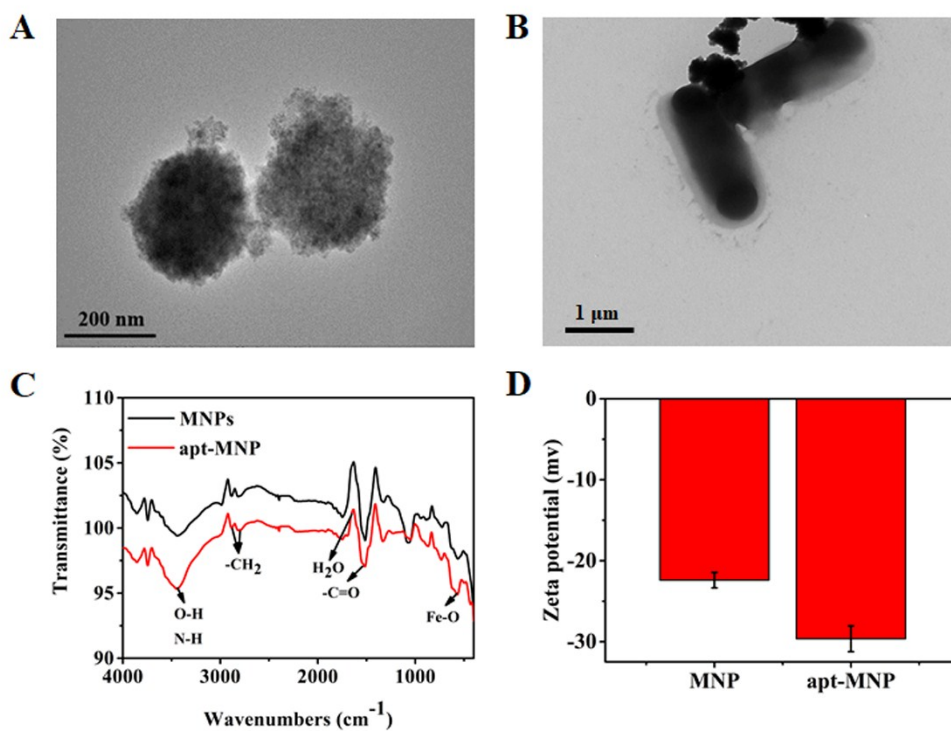 A
200 nm
B
1 μm
C
110
105
100
95
90
Transmittance (%)
MNPs
apt-MNP
-CH2
H2O
-C=O
O-H
N-H
Fe-O
4000 3000 2000 1000
Wavenumbers (cm-1)
D
0
-10
-20
-30
Zeta potential (mv)
MNP apt-MNP